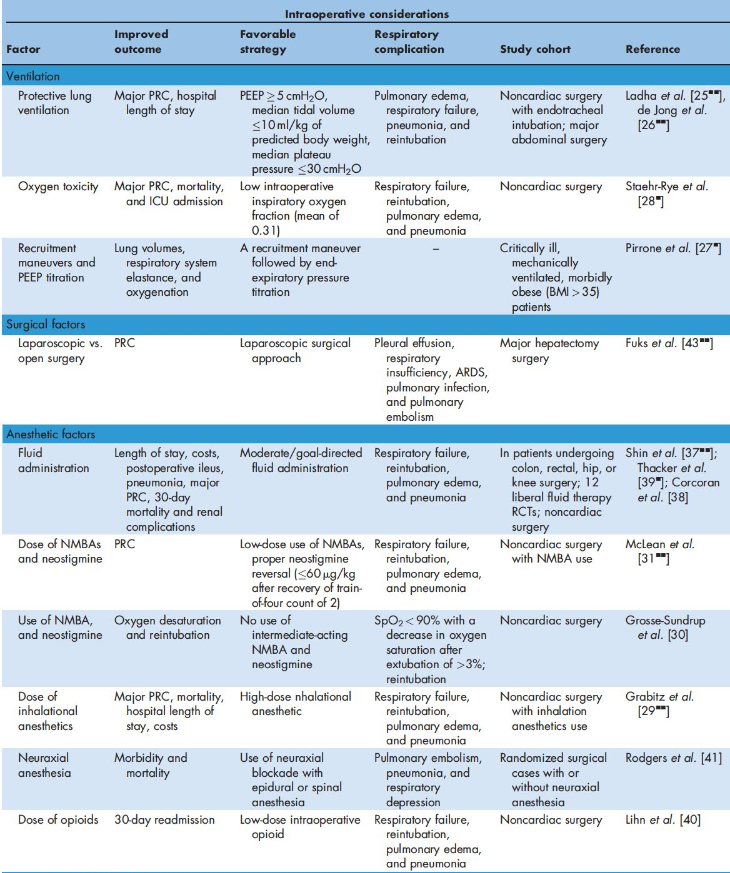 Intraoperative considerations
Factor
Improved
outcome
Favorable
strategy
Respiratory
complication
Study cohort
Reference
Ventilation
Protective lung
ventilation
Major PRC, hospital
length of stay
PEEP ≥5 cmH2O,
median tidal volume
≤10 ml/kg of
predicted body weight,
median plateau
pressure ≤30 cmH2O
Pulmonary edema,
respiratory failure,
pneumonia, and
reintubation
Noncardiac surgery
with endotracheal
intubation; major
abdominal surgery
Ladha et al. [25■■],
de Jong et al.
[26■■]
Oxygen toxicity
Major PRC, mortality,
and ICU admission
Low intraoperative
inspiratory oxygen
fraction (mean of
0.31)
Respiratory failure,
reintubation,
pulmonary edema,
and pneumonia
Noncardiac surgery
Staehr-Rye et al.
[28■]
Recruitment
maneuvers and
PEEP titration
Lung volumes,
respiratory system
elastance, and
oxygenation
A recruitment maneuver
followed by end-
expiratory pressure
titration
–
Critically ill,
mechanically
ventilated, morbidly
obese (BMI > 35)
patients
Pirrone et al. [27■]
Surgical factors
Laparoscopic vs.
open surgery
PRC
Laparoscopic surgical
approach
Pleural effusion,
respiratory
insufficiency, ARDS,
pulmonary infection,
and pulmonary
embolism
Major hepatectomy
surgery
Fuks et al. [43■■]
Anesthetic factors
Fluid
administration
Length of stay, costs,
postoperative ileus,
pneumonia, major
PRC, 30-day
mortality and renal
complications
Moderate/goal-directed
fluid administration
Respiratory failure,
reintubation,
pulmonary edema,
and pneumonia
In patients undergoing
colon, rectal, hip, or
knee surgery; 12
liberal fluid therapy
RCTs; noncardiac
surgery
Shin et al. [37■■];
Thacker et al.
[39■]; Corcoran
et al. [38]
Dose of NMBAs
and neostigmine
PRC
Low-dose use of NMBAs,
proper neostigmine
reversal (≤60 μg/kg
after recovery of train-
of-four count of 2)
Respiratory failure,
reintubation,
pulmonary edema,
and pneumonia
Noncardiac surgery
with NMBA use
McLean et al.
[31■■]
Use of NMBA,
and neostigmine
Oxygen desaturation
and reintubation
No use of
intermediate-acting
NMBA and
neostigmine
SpO2 < 90% with a
decrease in oxygen
saturation after
extubation of >3%;
reintubation
Noncardiac surgery
Grosse-Sundrup
et al. [30]
Dose of
inhalational
anesthetics
Major PRC, mortality,
hospital length of
stay, costs
High-dose nhalational
anesthetic
Respiratory failure,
reintubation,
pulmonary edema,
and pneumonia
Noncardiac surgery
with inhalation
anesthetics use
Grabitz et al.
[29■■]
Neuraxial
anesthesia
Morbidity and
mortality
Use of neuraxial
blockade with
epidural or spinal
anesthesia
Pulmonary embolism,
pneumonia, and
respiratory
depression
Randomized surgical
cases with or
without neuraxial
anesthesia
Rodgers et al. [41]
Dose of opioids
30-day readmission
Low-dose intraoperative
opioid
Respiratory failure,
reintubation,
pulmonary edema,
and pneumonia
Noncardiac surgery
Lihn et al. [40]